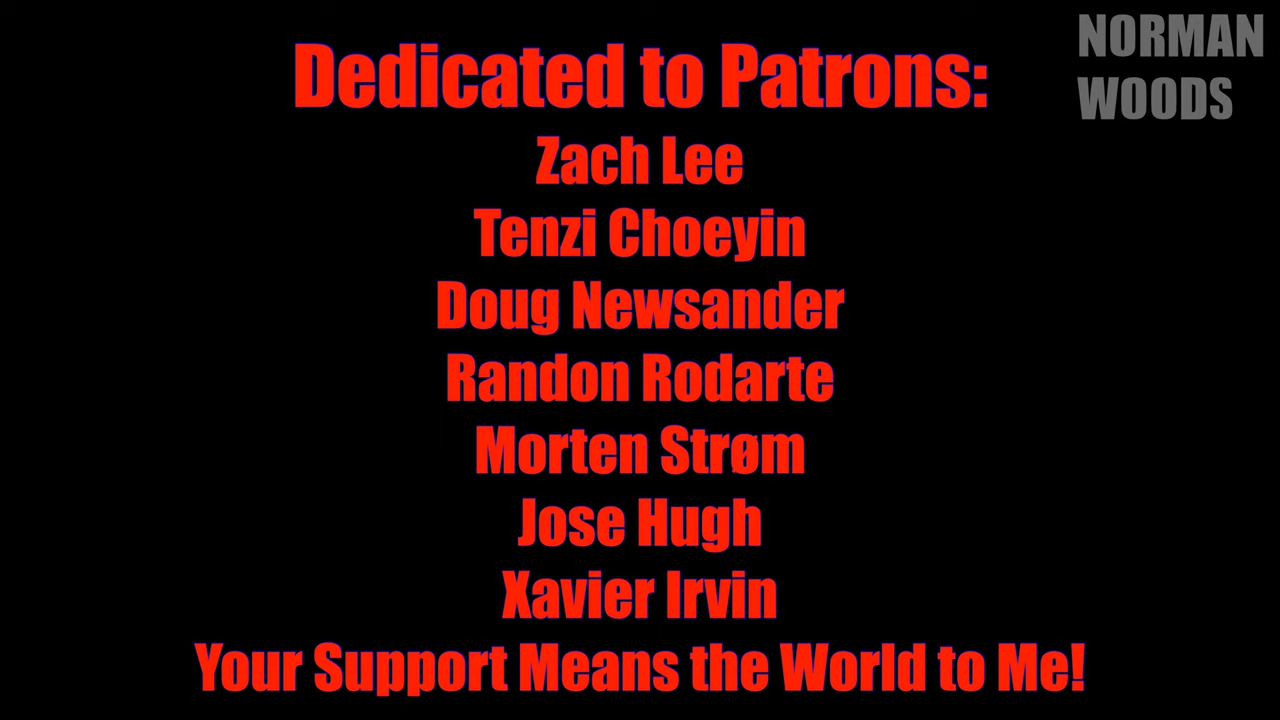 Dedicated to Patrons:
NORMAN
WOODS
Zach Lee
Tenzi Choeyin
Doug Newsander
Randon Rodarte
Morten Strøm
Jose Hugh
Xavier Irvin
Your Support Means the World to Me!